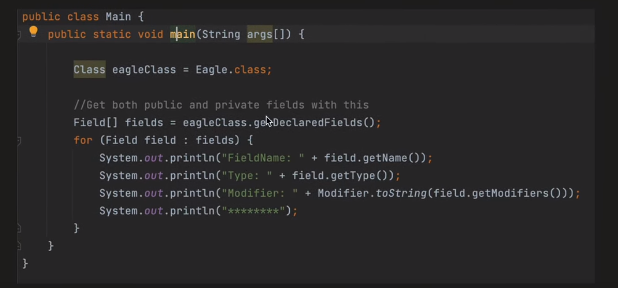 public class Main {
public static void main(String args[]) {
Class eagleClass = Eagle.class;
//Get both public and private fields with this
Field[] fields = eagleClass.getDeclaredFields();
for (Field field : fields) {
System.out.println("FieldName: " + field.getName());
System.out.println("Type: " + field.getType());
System.out.println("Modifier: " + Modifier.toString(field.getModifiers()));
System.out.println("********");
}
}
}